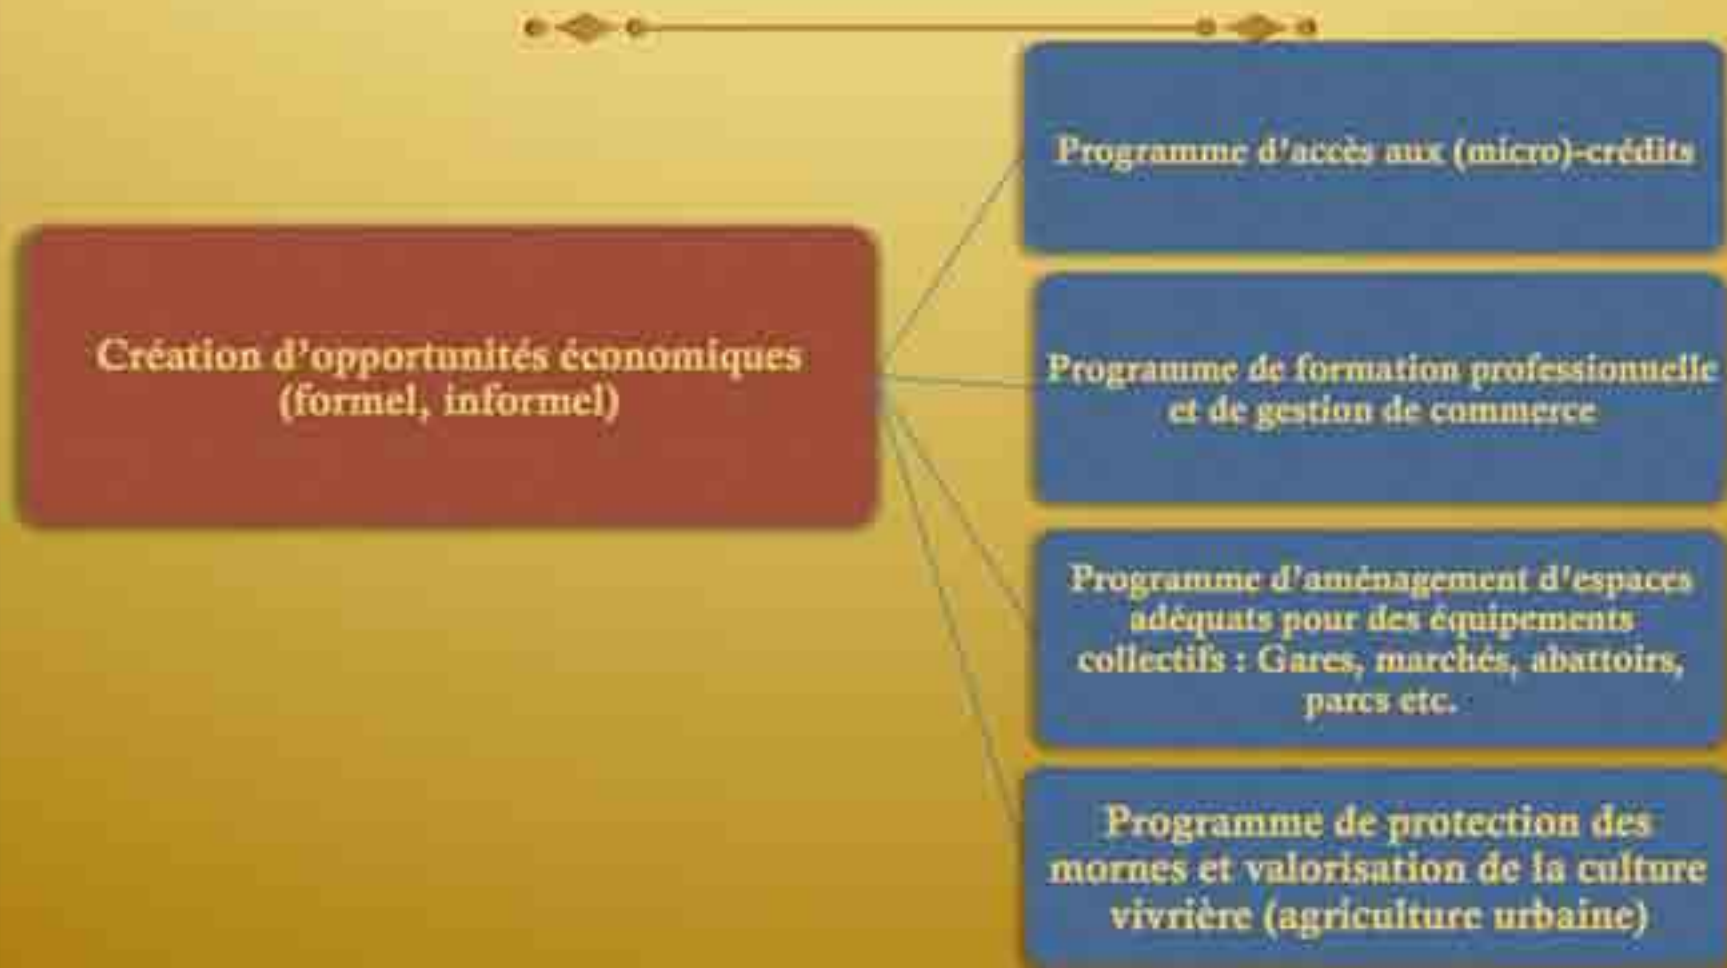 Création d'opportunités économiques
(formel, informel)
Programme d'accès aux (micro)-crédits
Programme de formation professionnelle
et de gestion de commerce
Programme d'aménagement d'espaces
adéquats pour des équipements
collectifs : Gares, marchés, abattoirs,
parcs etc.
Programme de protection des
mornes et valorisation de la culture
vivrière (agriculture urbaine)